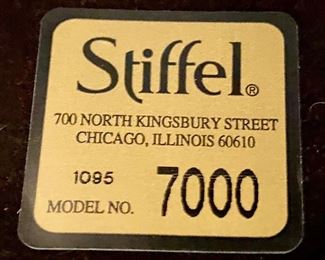 Stiffel®
700 NORTH KINGSBURY STREET
CHICAGO, ILLINOIS 60610
1095
MODEL NO. 7000